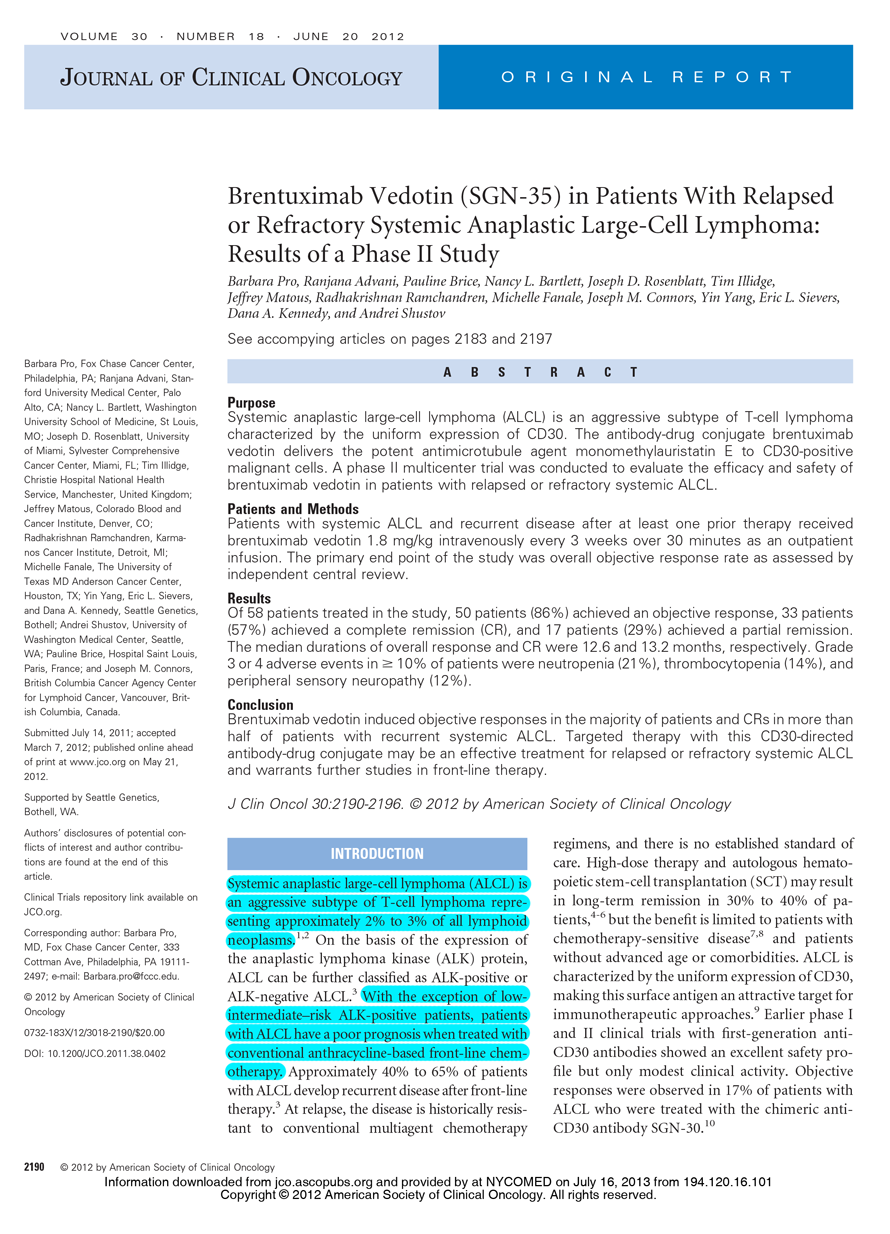 VOLUME 30 · NUMBER 18 · JUNE 20 2012
JOURNAL OF CLINICAL ONCOLOGY
ORIGINAL REPORT
Brentuximab Vedotin (SGN-35) in Patients With Relapsed
or Refractory Systemic Anaplastic Large-Cell Lymphoma:
Results of a Phase II Study
Barbara Pro, Ranjana Advani, Pauline Brice, Nancy L. Bartlett, Joseph D. Rosenblatt, Tim Illidge,
Jeffrey Matous, Radhakrishnan Ramchandren, Michelle Fanale, Joseph M. Connors, Yin Yang, Eric L. Sievers,
Dana A. Kennedy, and Andrei Shustov
See accompying articles on pages 2183 and 2197
Barbara Pro, Fox Chase Cancer Center,
Philadelphia, PA; Ranjana Advani, Stan-
ford University Medical Center, Palo
Alto, CA; Nancy L. Bartlett, Washington
University School of Medicine, St Louis,
MO; Joseph D. Rosenblatt, University
of Miami, Sylvester Comprehensive
Cancer Center, Miami, FL; Tim Illidge,
Christie Hospital National Health
Service, Manchester, United Kingdom;
Jeffrey Matous, Colorado Blood and
Cancer Institute, Denver, CO;
Radhakrishnan Ramchandren, Karma-
nos Cancer Institute, Detroit, MI;
Michelle Fanale, The University of
Texas MD Anderson Cancer Center,
Houston, TX; Yin Yang, Eric L. Sievers,
and Dana A. Kennedy, Seattle Genetics,
Bothell; Andrei Shustov, University of
Washington Medical Center, Seattle,
WA; Pauline Brice, Hospital Saint Louis,
Paris, France; and Joseph M. Connors,
British Columbia Cancer Agency Center
for Lymphoid Cancer, Vancouver, Brit-
ish Columbia, Canada.
Submitted July 14, 2011; accepted
March 7, 2012; published online ahead
of print at www.jco.org on May 21,
2012.
Supported by Seattle Genetics,
Bothell, WA.
Authors' disclosures of potential con-
flicts of interest and author contribu-
tions are found at the end of this
article.
Clinical Trials repository link available on
JCO.org.
Corresponding author: Barbara Pro,
MD, Fox Chase Cancer Center, 333
Cottman Ave, Philadelphia, PA 19111-
2497; e-mail: Barbara.pro@fccc.edu.
© 2012 by American Society of Clinical
Oncology
0732-183X/12/3018-2190/$20.00
DOI: 10.1200/JCO.2011.38.0402
ABSTRACT
Purpose
Systemic anaplastic large-cell lymphoma (ALCL) is an aggressive subtype of T-cell lymphoma
characterized by the uniform expression of CD30. The antibody-drug conjugate brentuximab
vedotin delivers the potent antimicrotubule agent monomethylauristatin E to CD30-positive
malignant cells. A phase II multicenter trial was conducted to evaluate the efficacy and safety of
brentuximab vedotin in patients with relapsed or refractory systemic ALCL.
Patients and Methods
Patients with systemic ALCL and recurrent disease after at least one prior therapy received
brentuximab vedotin 1.8 mg/kg intravenously every 3 weeks over 30 minutes as an outpatient
infusion. The primary end point of the study was overall objective response rate as assessed by
independent central review.
Results
Of 58 patients treated in the study, 50 patients (86%) achieved an objective response, 33 patients
(57%) achieved a complete remission (CR), and 17 patients (29%) achieved a partial remission.
The median durations of overall response and CR were 12.6 and 13.2 months, respectively. Grade
3 or 4 adverse events in ≥ 10% of patients were neutropenia (21%), thrombocytopenia (14%), and
peripheral sensory neuropathy (12%).
Conclusion
Brentuximab vedotin induced objective responses in the majority of patients and CRs in more than
half of patients with recurrent systemic ALCL. Targeted therapy with this CD30-directed
antibody-drug conjugate may be an effective treatment for relapsed or refractory systemic ALCL
and warrants further studies in front-line therapy.
J Clin Oncol 30:2190-2196. © 2012 by American Society of Clinical Oncology
INTRODUCTION
Systemic anaplastic large-cell lymphoma (ALCL) is
an aggressive subtype of T-cell lymphoma repre-
senting approximately 2% to 3% of all lymphoid
neoplasms.1,2 On the basis of the expression of
the anaplastic lymphoma kinase (ALK) protein,
ALCL can be further classified as ALK-positive or
ALK-negative ALCL.3 With the exception of low-
intermediate–risk ALK-positive patients, patients
with ALCL have a poor prognosis when treated with
conventional anthracycline-based front-line chem-
otherapy. Approximately 40% to 65% of patients
with ALCL develop recurrent disease after front-line
therapy.3 At relapse, the disease is historically resis-
tant to conventional multiagent chemotherapy
regimens, and there is no established standard of
care. High-dose therapy and autologous hemato-
poietic stem-cell transplantation (SCT) may result
in long-term remission in 30% to 40% of pa-
tients,4-6 but the benefit is limited to patients with
chemotherapy-sensitive disease7,8 and patients
without advanced age or comorbidities. ALCL is
characterized by the uniform expression of CD30,
making this surface antigen an attractive target for
immunotherapeutic approaches.9 Earlier phase I
and II clinical trials with first-generation anti-
CD30 antibodies showed an excellent safety pro-
file but only modest clinical activity. Objective
responses were observed in 17% of patients with
ALCL who were treated with the chimeric anti-
CD30 antibody SGN-30.10
2190 © 2012 by American Society of Clinical Oncology
Information downloaded from jco.ascopubs.org and provided by at NYCOMED on July 16, 2013 from 194.120.16.101
Copyright © 2012 American Society of Clinical Oncology. All rights reserved.